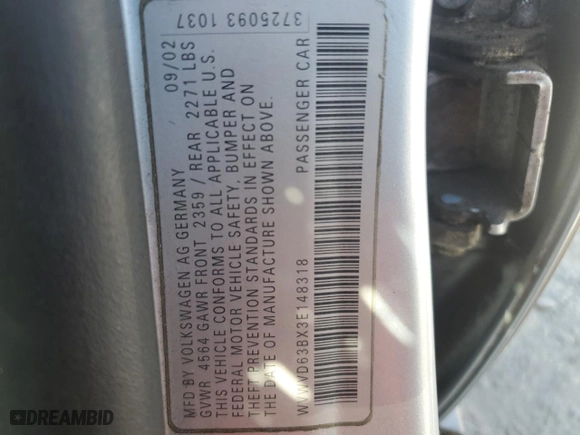 3725093 1037
MFD BY VOLKSWAGEN AG GERMANY 09/02
GVWR 4564 GAWR FRONT 2359 / REAR 2271 LBS
THIS VEHICLE CONFORMS TO ALL APPLICABLE U.S.
FEDERAL MOTOR VEHICLE SAFETY, BUMPER AND
THEFT PREVENTION STANDARDS IN EFFECT ON
THE DATE OF MANUFACTURE SHOWN ABOVE.
WVWVD63BX3E148318 PASSENGER CAR
DREAMBID